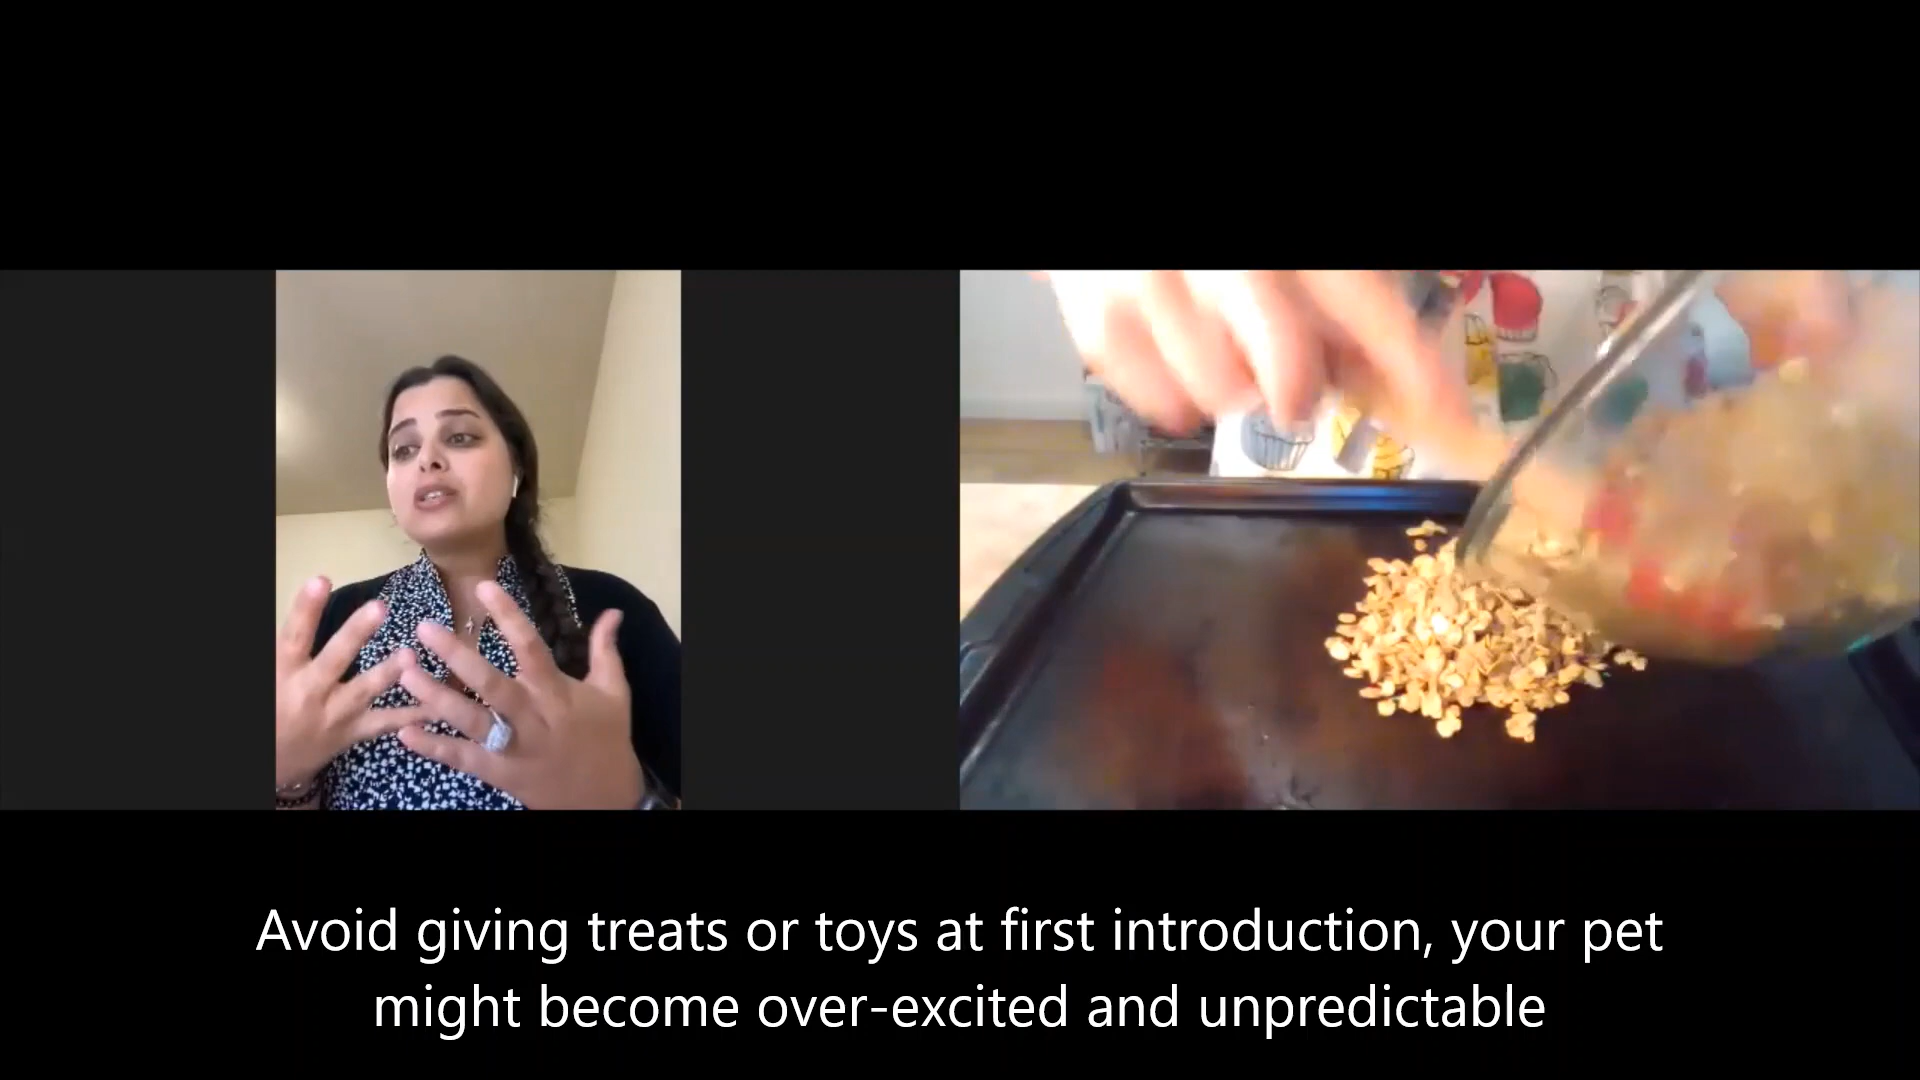 Avoid giving treats or toys at first introduction, your pet
might become over-excited and unpredictable